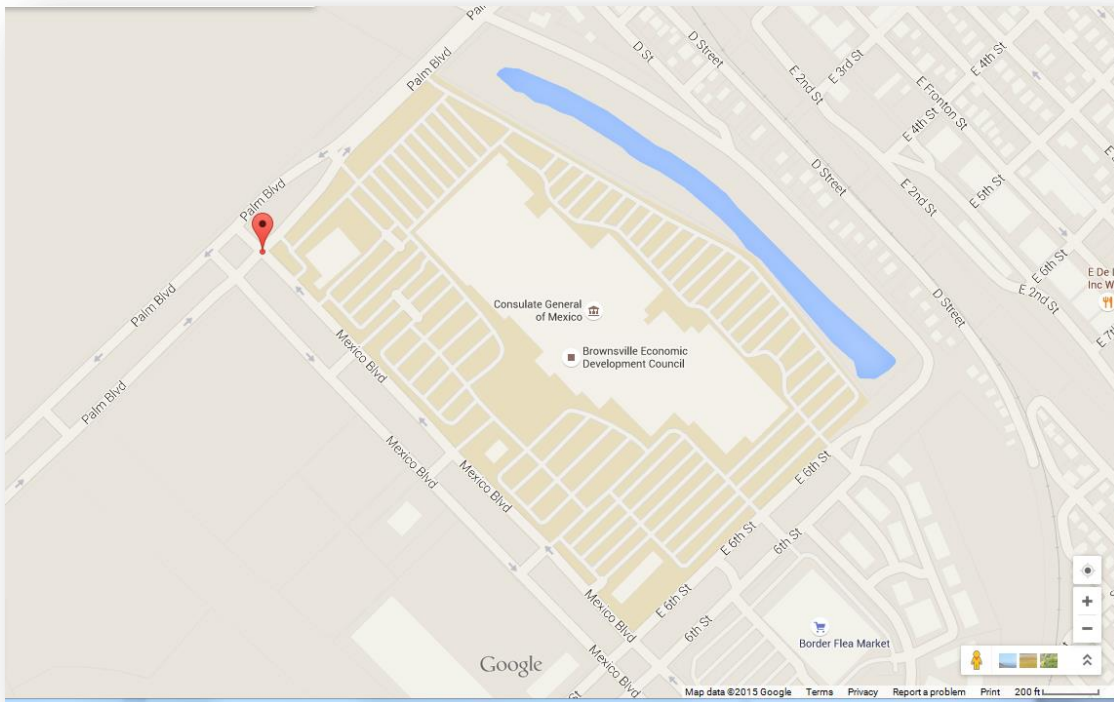 Palm Blvd
D St
D Street
E 2nd St
E 3rd St
E 4th St
E Fronton St
E 4th St
D Street
E 2nd St
E 5th St
E 6th St
E 2nd St
D Street
Palm Blvd
Palm Blvd
Palm Blvd
Consulate General
of Mexico
Brownsville Economic
Development Council
Mexico Blvd
Mexico Blvd
Mexico Blvd
E 6th St
E 6th St
6th St
E 6th St
6th St
Mexico Blvd
Mexico Blvd
Border Flea Market
Google
Map data ©2015 Google Terms Privacy Report a problem Print 200 ft